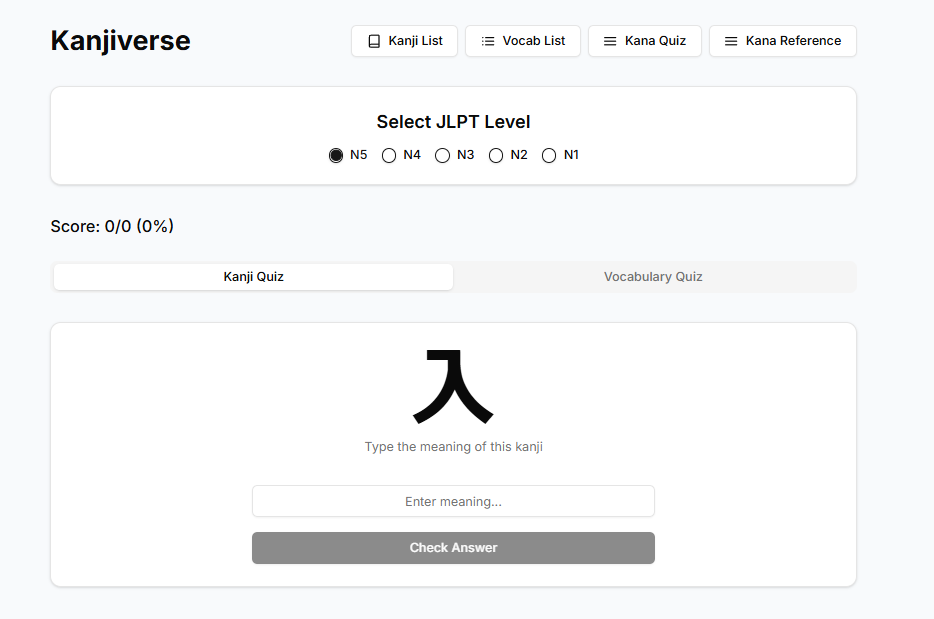 Kanjiverse
Kanji List
Vocab List
Kana Quiz
Kana Reference
Select JLPT Level
N5
N4
N3
N2
N1
Score: 0/0 (0%)
Kanji Quiz
Vocabulary Quiz
入
Type the meaning of this kanji
Enter meaning...
Check Answer